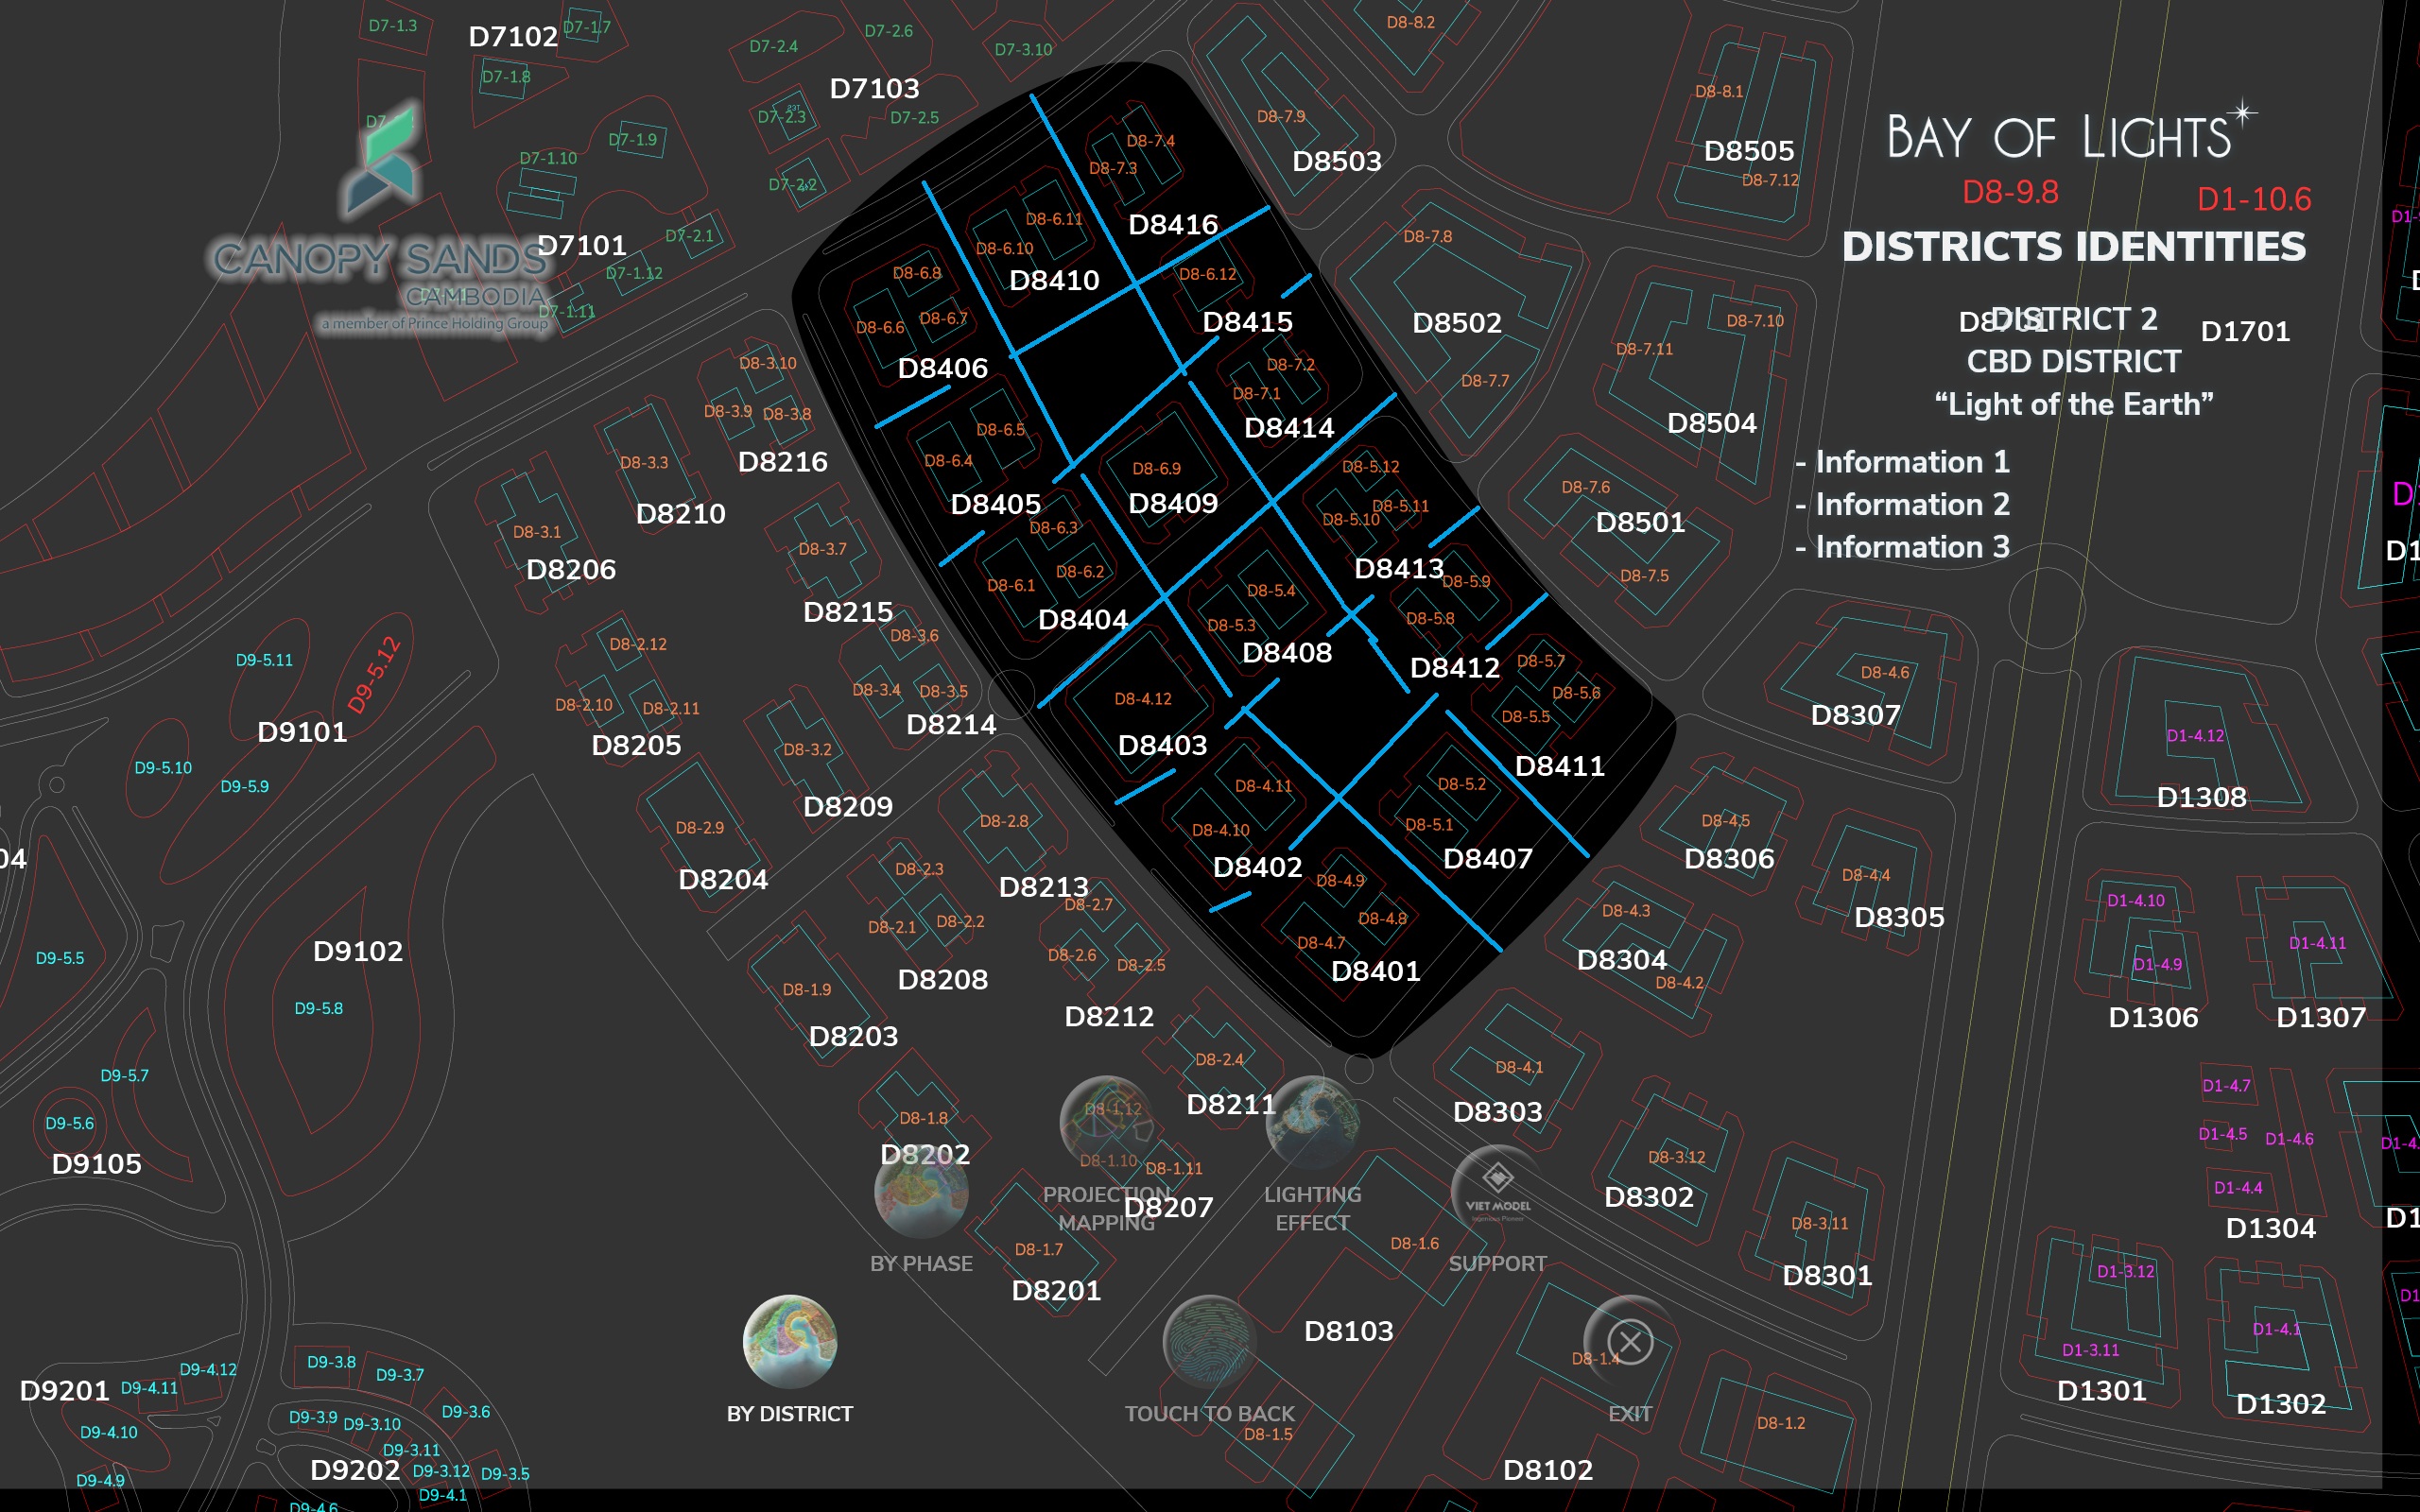 D7-1.3
D7102
D7-1.7
D7-1.8
D7-2.4
D7-2.6
D7-3.10
D7103
D7-2.3
D7-2.5
D7-1.9
D7-1.10
D7-2.2
D7101
D7-2.1
D7-1.12
D7-1.11
CANOPY SANDS
CAMBODIA
a member of Prince Holding Group
D8-8.2
D8-7.9
D8503
D8-8.1
D8505
D8-7.12
BAY OF LIGHTS
D8-9.8
D1-10.6
DISTRICTS IDENTITIES
DISTRICT 2
D1701
CBD DISTRICT
“Light of the Earth”
- Information 1
- Information 2
- Information 3
D8-7.4
D8-7.3
D8416
D8-6.11
D8-6.10
D8410
D8-6.12
D8415
D8-6.8
D8-6.7
D8-6.6
D8406
D8-7.2
D8-7.1
D8414
D8-6.5
D8-6.4
D8405
D8-6.9
D8409
D8-6.3
D8-6.2
D8-6.1
D8404
D8-5.12
D8-5.11
D8-5.10
D8413
D8-5.9
D8-5.8
D8412
D8-5.4
D8-5.3
D8408
D8-5.7
D8-5.6
D8-5.5
D8411
D8-4.12
D8403
D8-4.11
D8-4.10
D8402
D8-5.2
D8-5.1
D8407
D8-4.9
D8-4.8
D8-4.7
D8401
D8-7.8
D8502
D8-7.7
D8-7.10
D8-7.11
D8504
D8-7.6
D8501
D8-7.5
D8-3.10
D8-3.9
D8-3.8
D8216
D8-3.3
D8210
D8-3.1
D8206
D8-3.7
D8215
D8-3.6
D8-3.4
D8-3.5
D8214
D8-2.12
D8-2.10
D8-2.11
D8205
D8-3.2
D8209
D8-2.9
D8204
D8-2.8
D8213
D8-2.3
D8-2.1
D8-2.2
D8208
D8-2.7
D8-2.6
D8-2.5
D8212
D8-1.9
D8203
D8-2.4
D8211
D8-1.8
D8202
D8-1.12
D8-1.10
D8-1.11
D8207
D8-1.7
D8201
D9-5.11
D9-5.12
D9101
D9-5.10
D9-5.9
D9102
D9-5.8
D9-5.5
D9-5.7
D9-5.6
D9105
04
D8-4.6
D8307
D8-4.5
D8306
D8-4.4
D8305
D8-4.3
D8304
D8-4.2
D8-4.1
D8303
D8-3.12
D8302
D8-3.11
D8301
D1-4.12
D1308
D1-4.10
D1-4.9
D1306
D1-4.11
D1307
D1-4.7
D1-4.5
D1-4.6
D1-4.4
D1304
D1-3.12
D1-3.11
D1301
D1-4.1
D1302
PROJECTION
MAPPING
LIGHTING
EFFECT
VIET MODEL
BY PHASE
SUPPORT
BY DISTRICT
TOUCH TO BACK
EXIT
D8-1.6
D8103
D8-1.4
D8-1.5
D8102
D8-1.2
D9201
D9-4.11
D9-4.12
D9-4.10
D9-4.9
D9-3.8
D9-3.7
D9-3.6
D9-3.9
D9-3.10
D9-3.11
D9-3.12
D9-3.5
D9202
D9-4.1
D9-4.6